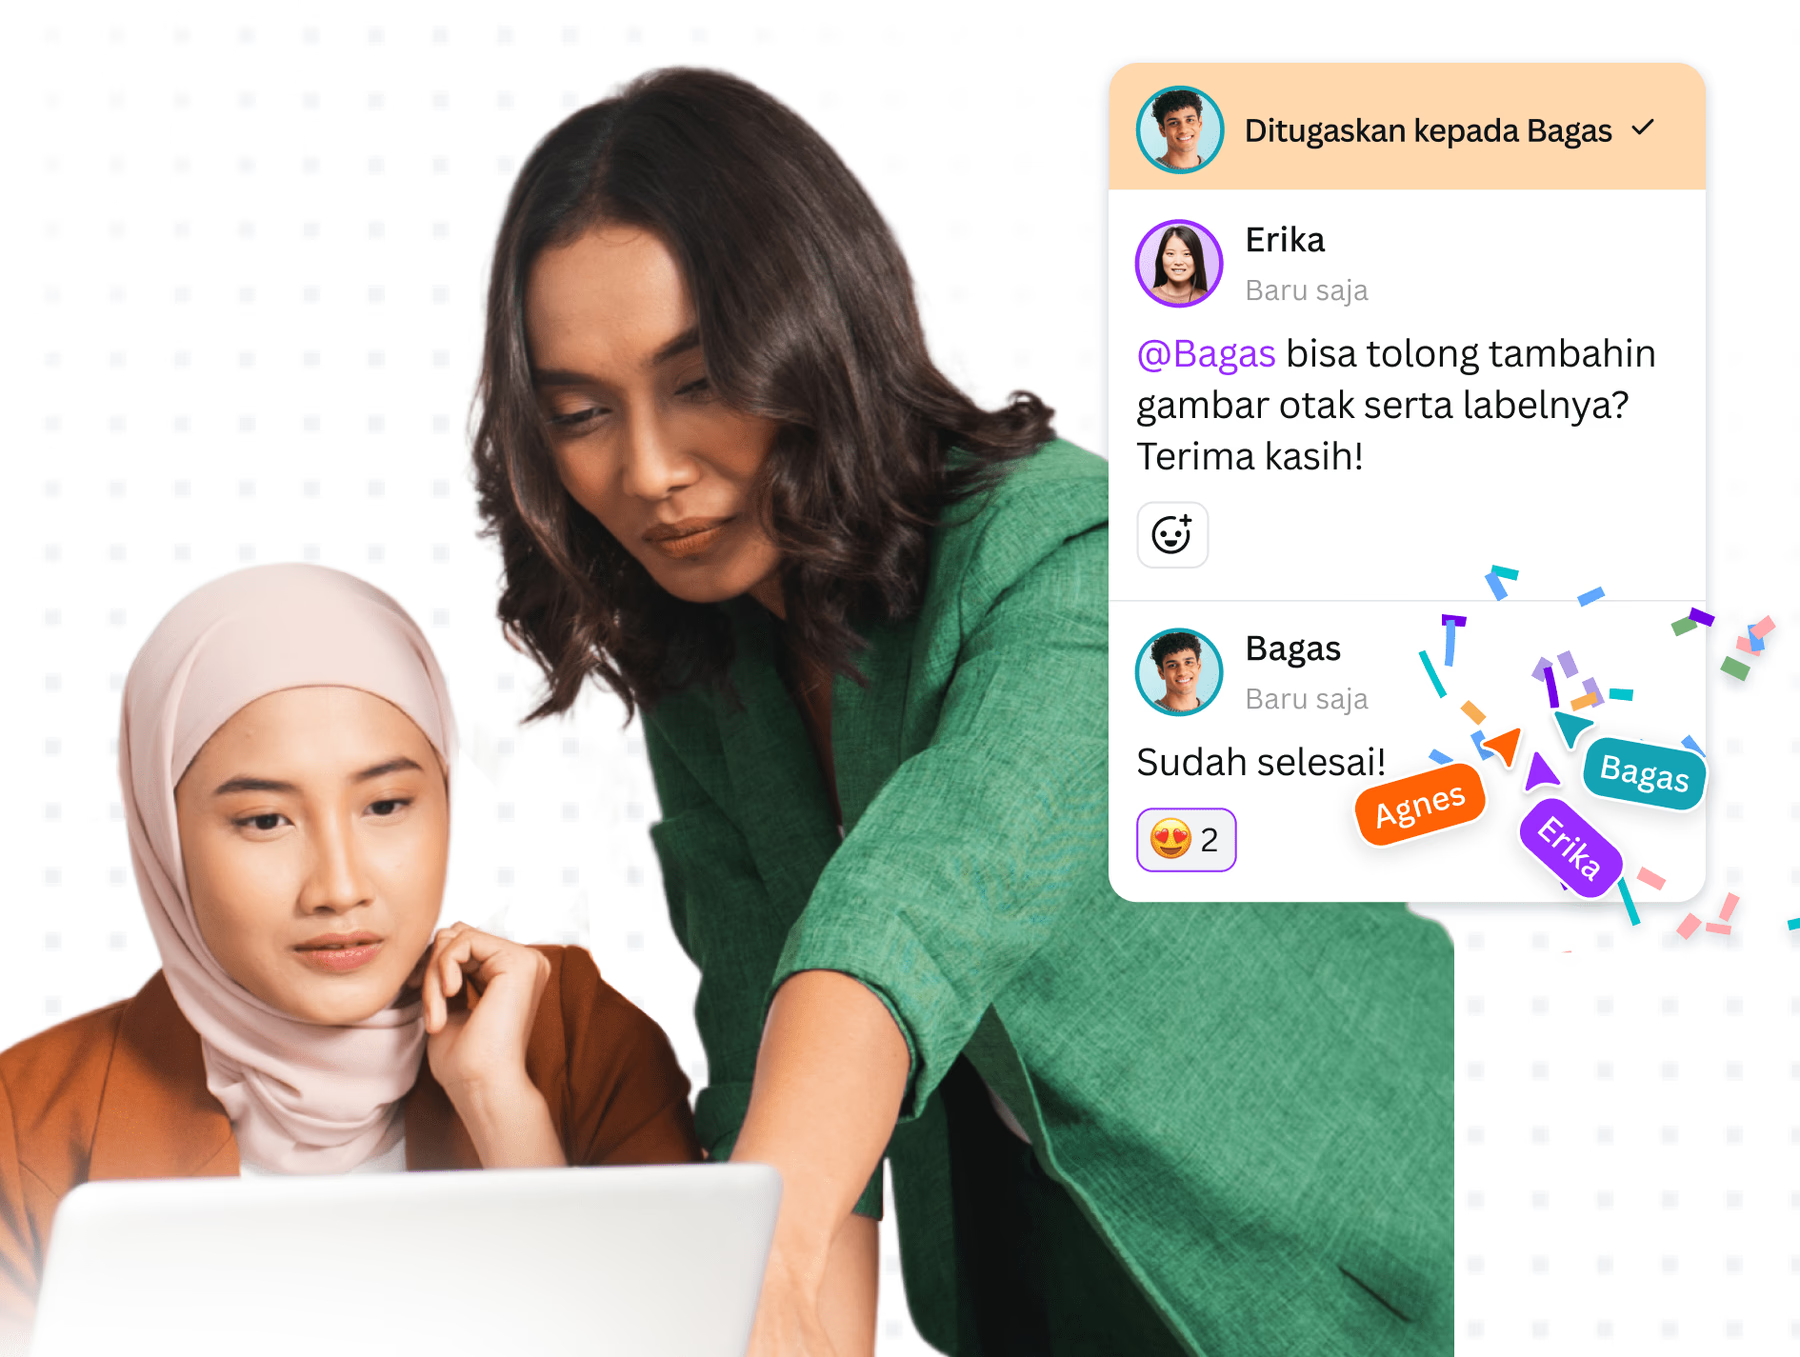 Ditugaskan kepada Bagas
Erika
Baru saja
@Bagas bisa tolong tambahin
gambar otak serta labelnya?
Terima kasih!
Bagas
Baru saja
Sudah selesai!
2
Agnes
Bagas
Erika